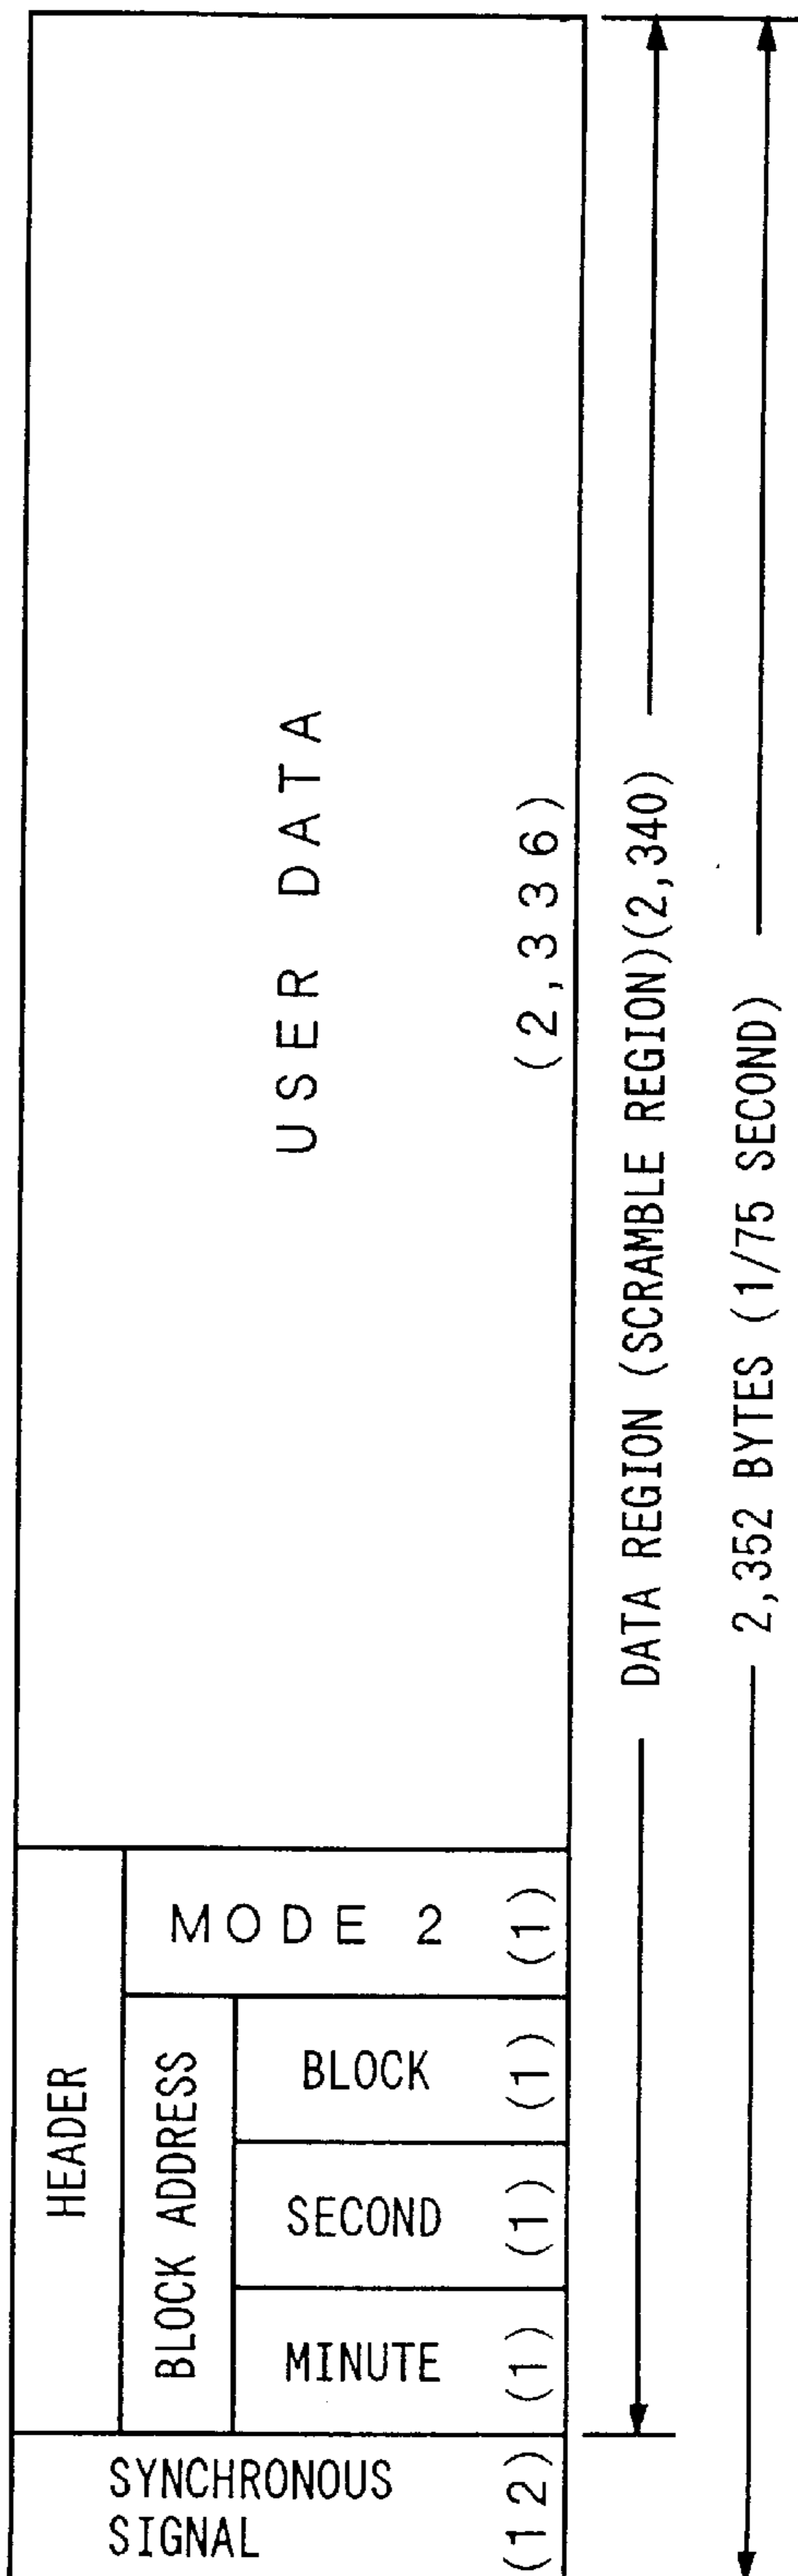 USER DATA
(2,336)
DATA REGION (SCRAMBLE REGION)(2,340)
2,352 BYTES (1/75 SECOND)
HEADER
MODE 2
(1)
BLOCK ADDRESS
BLOCK
(1)
SECOND
(1)
MINUTE
(1)
SYNCHRONOUS
SIGNAL
(12)